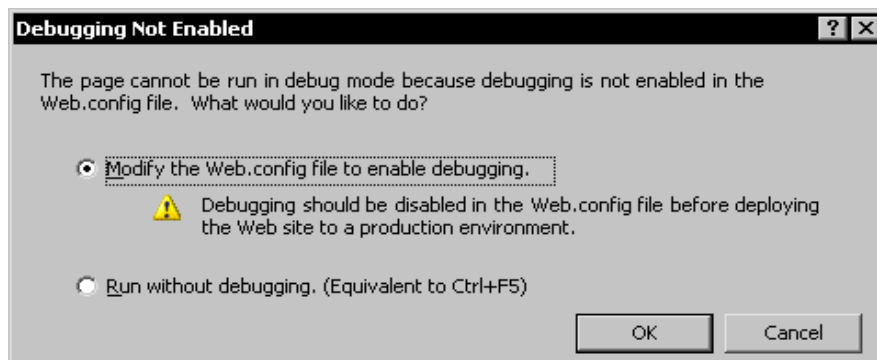 Debugging Not Enabled
The page cannot be run in debug mode because debugging is not enabled in the
Web.config file. What would you like to do?
Modify the Web.config file to enable debugging.
Debugging should be disabled in the Web.config file before deploying
the Web site to a production environment.
Run without debugging. (Equivalent to Ctrl+F5)
OK Cancel